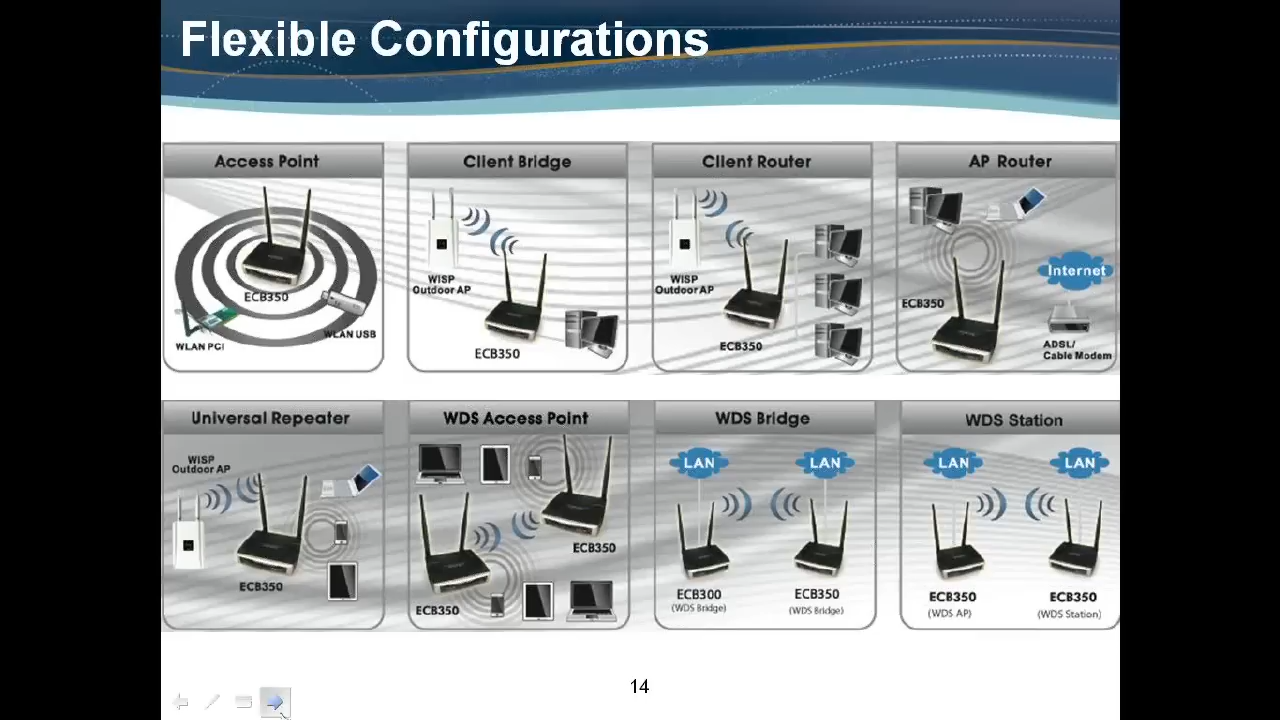 Flexible Configurations
Access Point
ECB350
WLAN PCI
WLAN USB
Client Bridge
WISP
Outdoor AP
ECB350
Client Router
WISP
Outdoor AP
ECB350
AP Router
ECB350
Internet
ADSL/
Cable Modem
Universal Repeater
WISP
Outdoor AP
ECB350
WDS Access Point
ECB350
ECB350
WDS Bridge
LAN
LAN
ECB300
(WDS Bridge)
ECB350
(WDS Bridge)
WDS Station
LAN
LAN
ECB350
(WDS AP)
ECB350
(WDS Station)
14